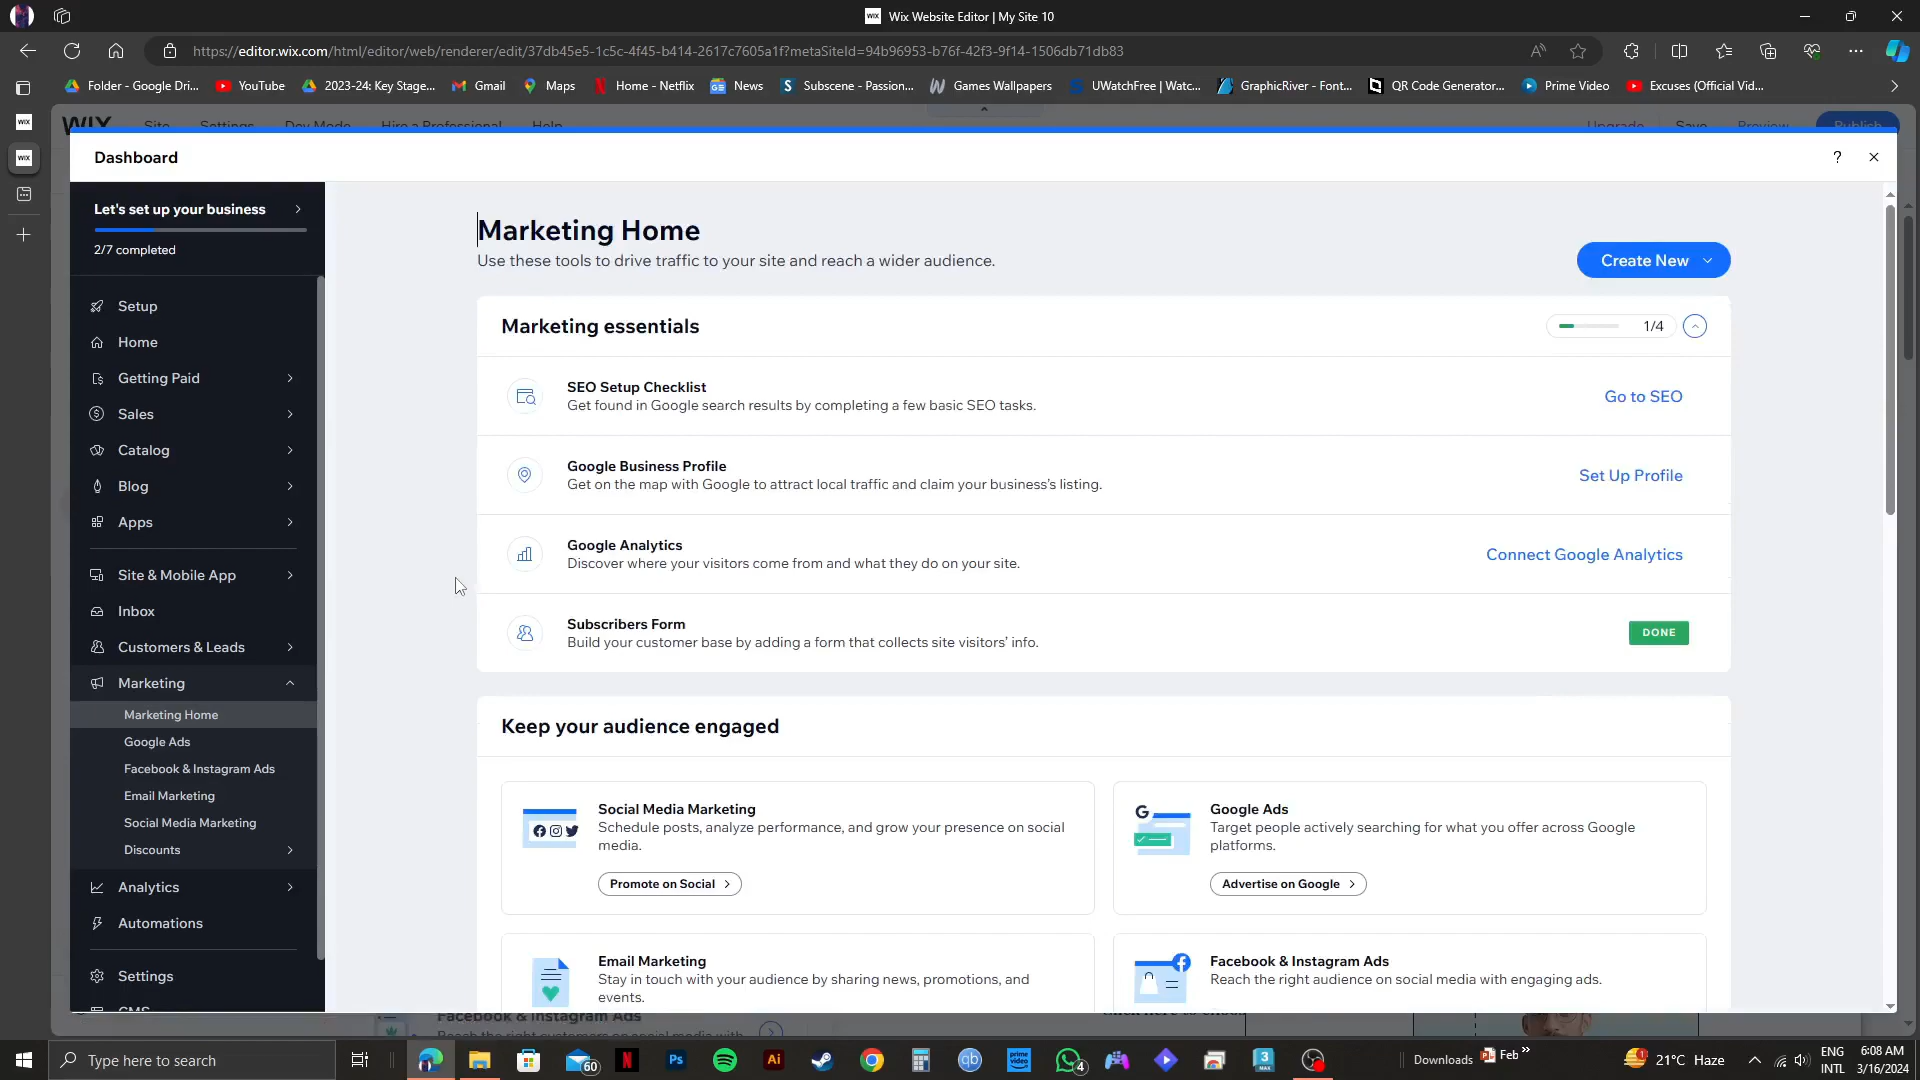 WIX Wix Website Editor | My Site 10
https://editor.wix.com/html/editor/web/renderer/edit/37db45e5-1c5c-4f45-b414-2617c7605a1f?metaSiteId=94b96953-b76f-42f3-9f14-1506db71db83
Folder - Google Dri... YouTube 2023-24: Key Stage... Gmail Maps Home - Netflix News Subscene - Passion... Games Wallpapers UWatchFree | Watc... GraphicRiver - Font... QR Code Generator... Prime Video Excuses (Official Vid...
WIX Site Settings Dev Mode Hire a Professional Help Upgrade Save Preview Publish
Dashboard
?
Let's set up your business
2/7 completed
Setup
Home
Getting Paid
Sales
Catalog
Blog
Apps
Site & Mobile App
Inbox
Customers & Leads
Marketing
Marketing Home
Google Ads
Facebook & Instagram Ads
Email Marketing
Social Media Marketing
Discounts
Analytics
Automations
Settings
CMS
Marketing Home
Use these tools to drive traffic to your site and reach a wider audience.
Create New
Marketing essentials
1/4
SEO Setup Checklist
Get found in Google search results by completing a few basic SEO tasks.
Go to SEO
Google Business Profile
Get on the map with Google to attract local traffic and claim your business's listing.
Set Up Profile
Google Analytics
Discover where your visitors come from and what they do on your site.
Connect Google Analytics
Subscribers Form
Build your customer base by adding a form that collects site visitors' info.
DONE
Keep your audience engaged
Social Media Marketing
Schedule posts, analyze performance, and grow your presence on social
media.
Promote on Social
Google Ads
Target people actively searching for what you offer across Google
platforms.
Advertise on Google
Email Marketing
Stay in touch with your audience by sharing news, promotions, and
events.
Facebook & Instagram Ads
Reach the right audience on social media with engaging ads.
Facebook & Instagram Ads
Reach the right customers on social media with
Type here to search
60
4
Downloads
Feb
21°C Haze
ENG
INTL
6:08 AM
3/16/2024